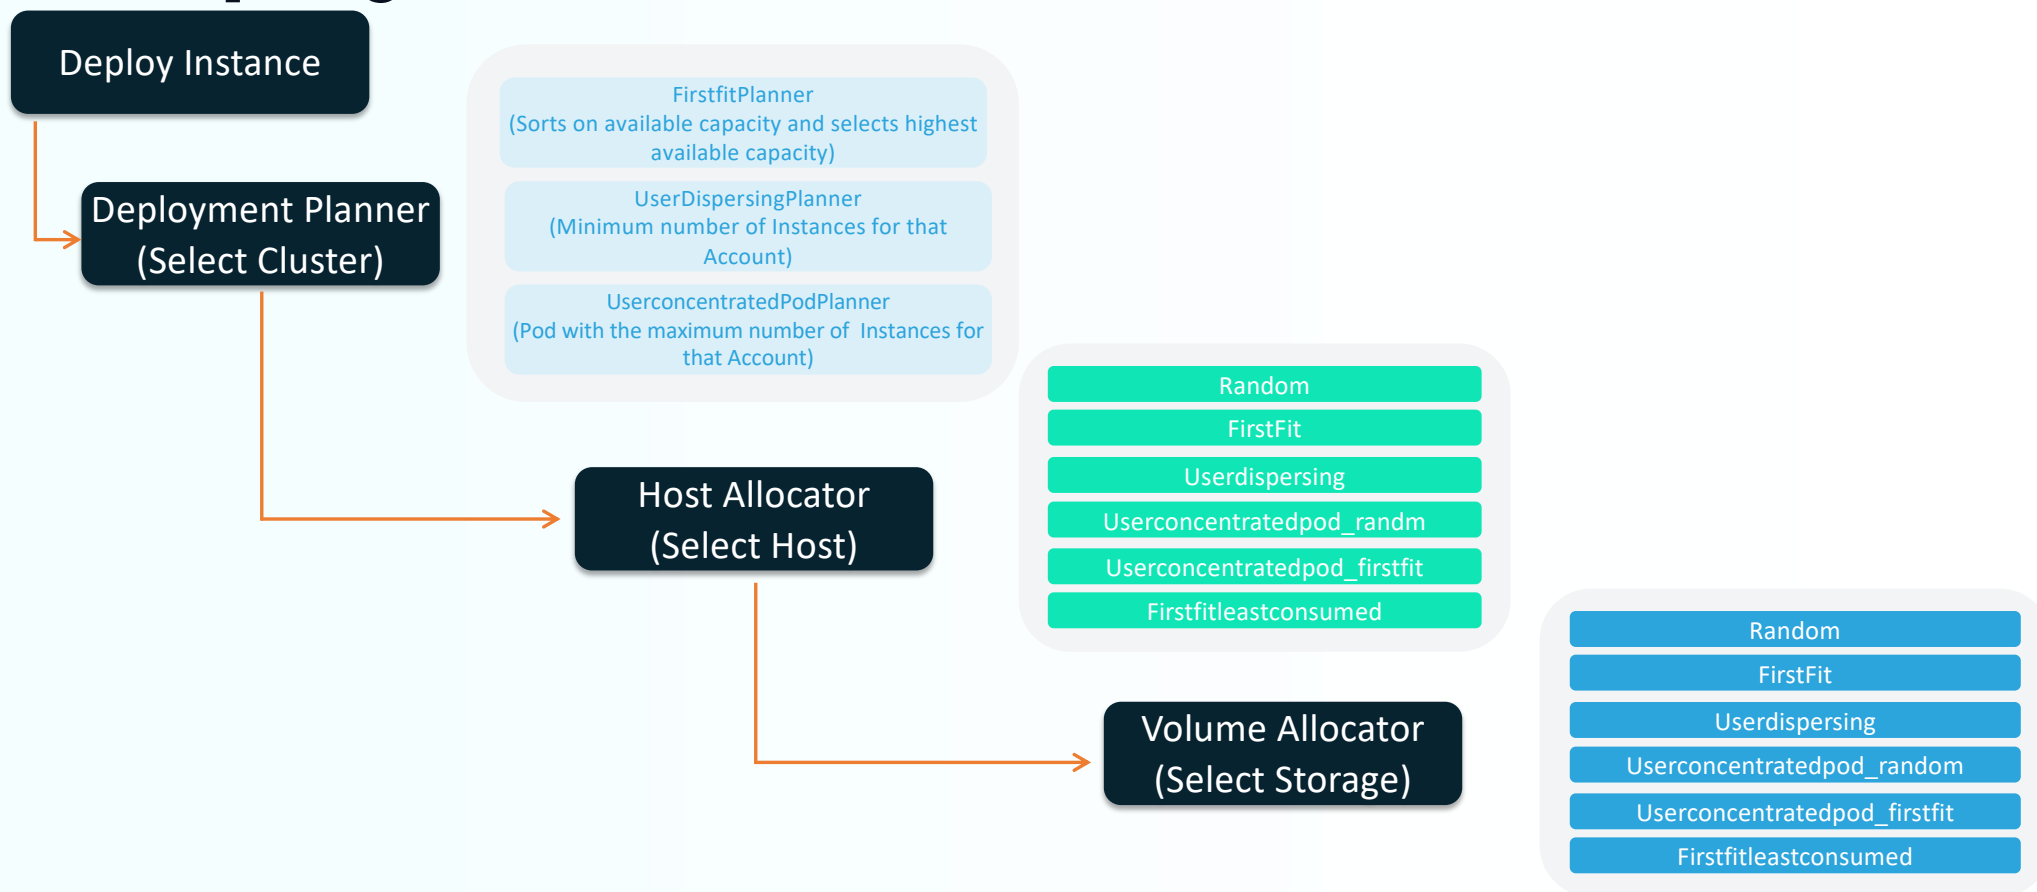 Deploy Instance
FirstfitPlanner
(Sorts on available capacity and selects highest
available capacity)
Deployment Planner
(Select Cluster)
UserDispersingPlanner
(Minimum number of Instances for that
Account)
UserconcentratedPodPlanner
(Pod with the maximum number of Instances for
that Account)
Host Allocator
(Select Host)
Random
FirstFit
Userdispersing
Userconcentratedpod_randm
Userconcentratedpod_firstfit
Firstfitleastconsumed
Volume Allocator
(Select Storage)
Random
FirstFit
Userdispersing
Userconcentratedpod_random
Userconcentratedpod_firstfit
Firstfitleastconsumed